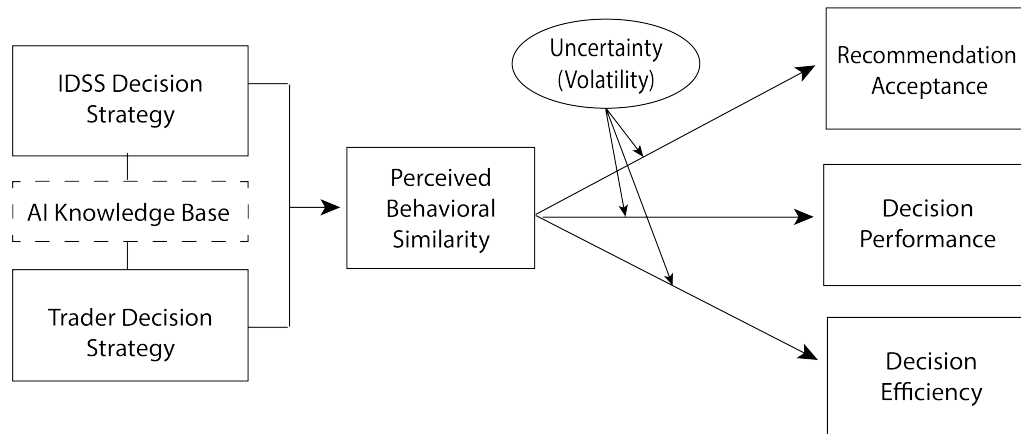 IDSS Decision
Strategy
AI Knowledge Base
Trader Decision
Strategy
Perceived
Behavioral
Similarity
Uncertainty
(Volatility)
Recommendation
Acceptance
Decision
Performance
Decision
Efficiency